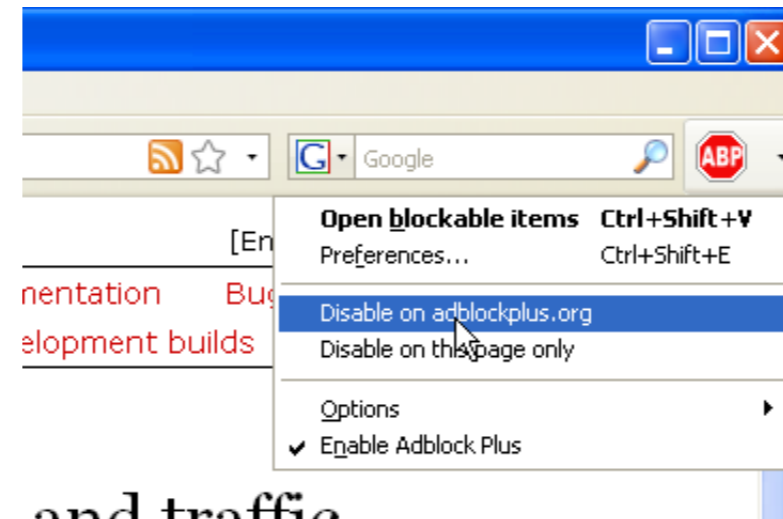 G Google ABP
Open blockable items Ctrl+Shift+V
[En
Preferences... Ctrl+Shift+E
mentation Bug
Disable on adblockplus.org
elopment builds
Disable on this page only
Options
Enable Adblock Plus
and traffic